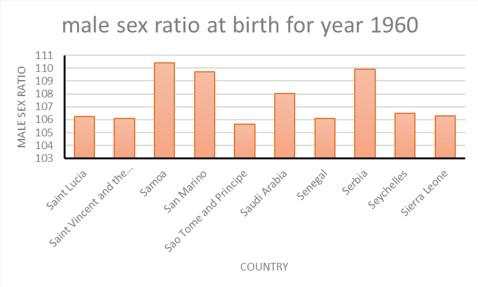 male sex ratio at birth for year 1960
MALE SEX RATIO
111
110
109
108
107
106
105
104
103
Saint Lucia
Saint Vincent and the...
Samoa
San Marino
Sao Tome and Principe
Saudi Arabia
Senegal
Serbia
Seychelles
Sierra Leone
COUNTRY